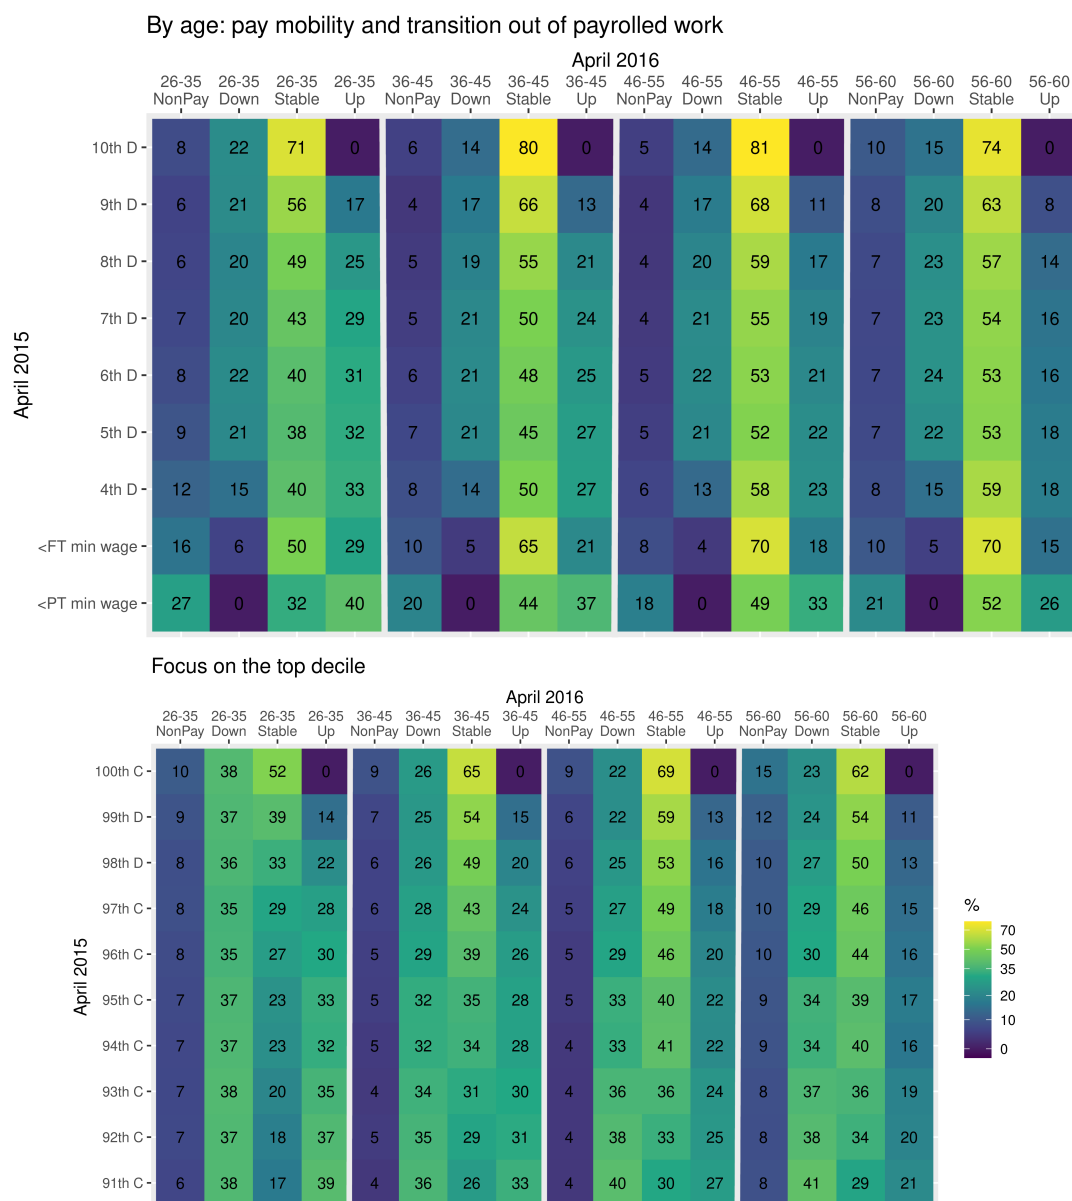 By age: pay mobility and transition out of payrolled work
April 2016
26-35 26-35 26-35 26-35 36-45 36-45 36-45 36-45 46-55 46-55 46-55 46-55 56-60 56-60 56-60 56-60
NonPay Down Stable Up NonPay Down Stable Up NonPay Down Stable Up NonPay Down Stable Up
April 2015
10th D 8 22 71 0 6 14 80 0 5 14 81 0 10 15 74 0
9th D 6 21 56 17 4 17 66 13 4 17 68 11 8 20 63 8
8th D 6 20 49 25 5 19 55 21 4 20 59 17 7 23 57 14
7th D 7 20 43 29 5 21 50 24 4 21 55 19 7 23 54 16
6th D 8 22 40 31 6 21 48 25 5 22 53 21 7 24 53 16
5th D 9 21 38 32 7 21 45 27 5 21 52 22 7 22 53 18
4th D 12 15 40 33 8 14 50 27 6 13 58 23 8 15 59 18
<FT min wage 16 6 50 29 10 5 65 21 8 4 70 18 10 5 70 15
<PT min wage 27 0 32 40 20 0 44 37 18 0 49 33 21 0 52 26
Focus on the top decile
April 2016
26-35 26-35 26-35 26-35 36-45 36-45 36-45 36-45 46-55 46-55 46-55 46-55 56-60 56-60 56-60 56-60
NonPay Down Stable Up NonPay Down Stable Up NonPay Down Stable Up NonPay Down Stable Up
April 2015
100th C 10 38 52 0 9 26 65 0 9 22 69 0 15 23 62 0
99th D 9 37 39 14 7 25 54 15 6 22 59 13 12 24 54 11
98th D 8 36 33 22 6 26 49 20 6 25 53 16 10 27 50 13
97th C 8 35 29 28 6 28 43 24 5 27 49 18 10 29 46 15
96th C 8 35 27 30 5 29 39 26 5 29 46 20 10 30 44 16
95th C 7 37 23 33 5 32 35 28 5 33 40 22 9 34 39 17
94th C 7 37 23 32 5 32 34 28 4 33 41 22 9 34 40 16
93th C 7 38 20 35 4 34 31 30 4 36 36 24 8 37 36 19
92th C 7 37 18 37 5 35 29 31 4 38 33 25 8 38 34 20
91th C 6 38 17 39 4 36 26 33 4 40 30 27 8 41 29 21
%
70
50
35
20
10
0